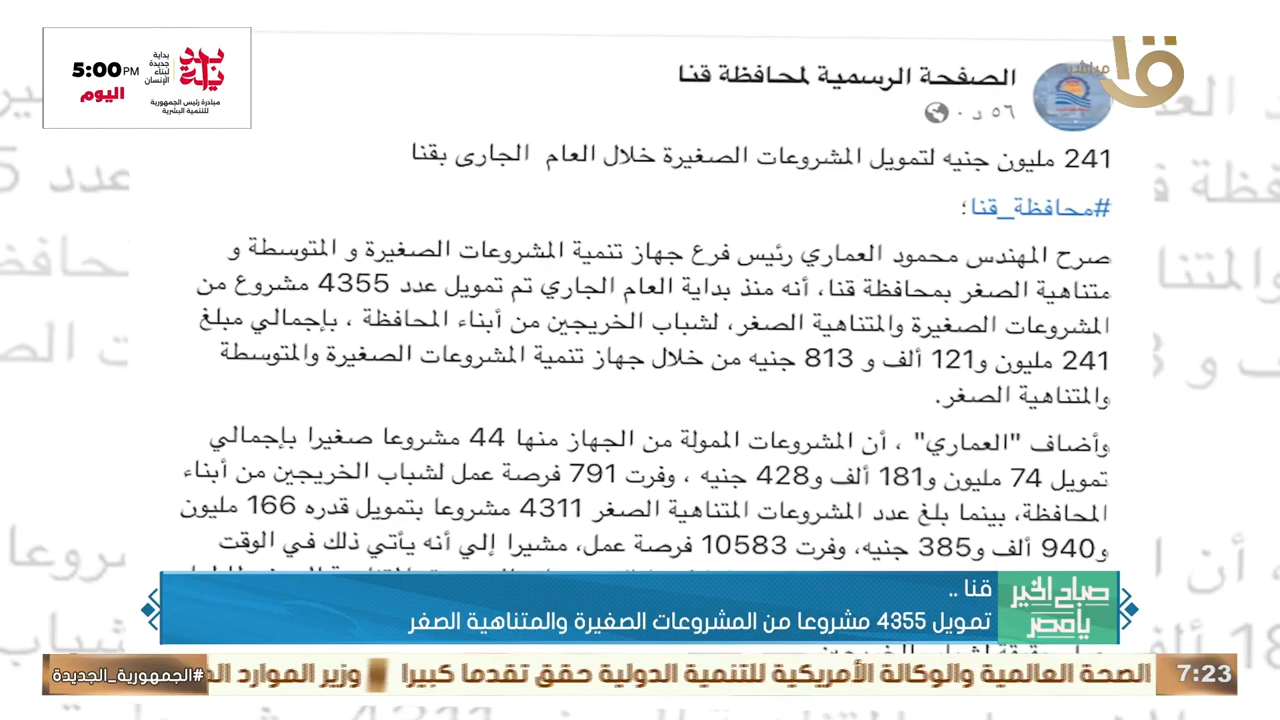 بداية
جديدة
لبناء
الإنسان
5:00PM
اليوم
مبادرة رئيس الجمهورية
للتنمية البشرية
مباشر
الصفحة الرسمية لمحافظة قنا
٥٦ د ·
241 مليون جنيه لتمويل المشروعات الصغيرة خلال العام الجارى بقنا
#محافظة_قنا؛
صرح المهندس محمود العماري رئيس فرع جهاز تنمية المشروعات الصغيرة و المتوسطة و
متناهية الصغر بمحافظة قنا، أنه منذ بداية العام الجاري تم تمويل عدد 4355 مشروع من
المشروعات الصغيرة والمتناهية الصغر، لشباب الخريجين من أبناء المحافظة ، بإجمالي مبلغ
241 مليون و121 ألف و 813 جنيه من خلال جهاز تنمية المشروعات الصغيرة والمتوسطة
والمتناهية الصغر.
وأضاف "العماري" ، أن المشروعات الممولة من الجهاز منها 44 مشروعا صغيرا بإجمالي
تمويل 74 مليون و181 ألف و428 جنيه ، وفرت 791 فرصة عمل لشباب الخريجين من أبناء
المحافظة، بينما بلغ عدد المشروعات المتناهية الصغر 4311 مشروعا بتمويل قدره 166 مليون
و940 ألف و385 جنيه، وفرت 10583 فرصة عمل، مشيرا إلي أنه يأتي ذلك في الوقت
صباح الخير
يا مصر
قنا ..
تمويل 4355 مشروعا من المشروعات الصغيرة والمتناهية الصغر
7:23
الصحة العالمية والوكالة الأمريكية للتنمية الدولية حقق تقدما كبيرا
وزير الموارد
#الجمهورية_الجديدة